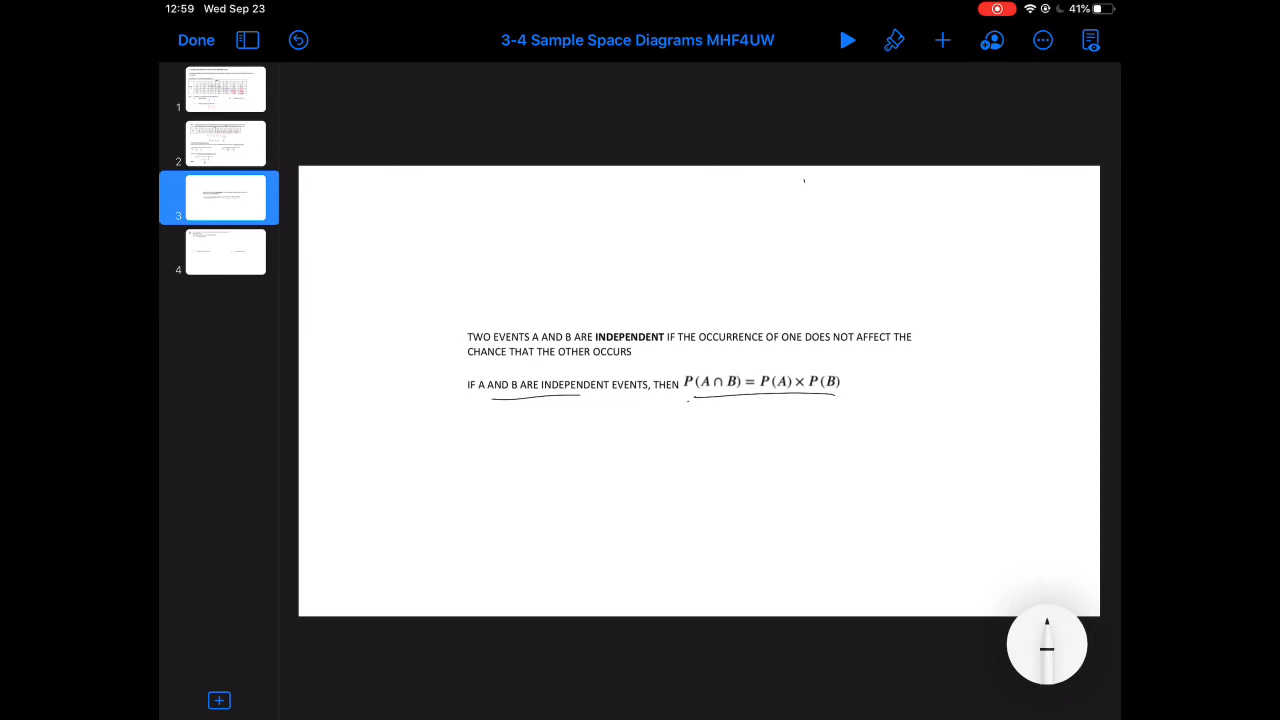 12:59 Wed Sep 23
41%
Done
3-4 Sample Space Diagrams MHF4UW
1
2
3
4
TWO EVENTS A AND B ARE INDEPENDENT IF THE OCCURRENCE OF ONE DOES NOT AFFECT THE
CHANCE THAT THE OTHER OCCURS
IF A AND B ARE INDEPENDENT EVENTS, THEN P(A ∩ B) = P(A) × P(B)